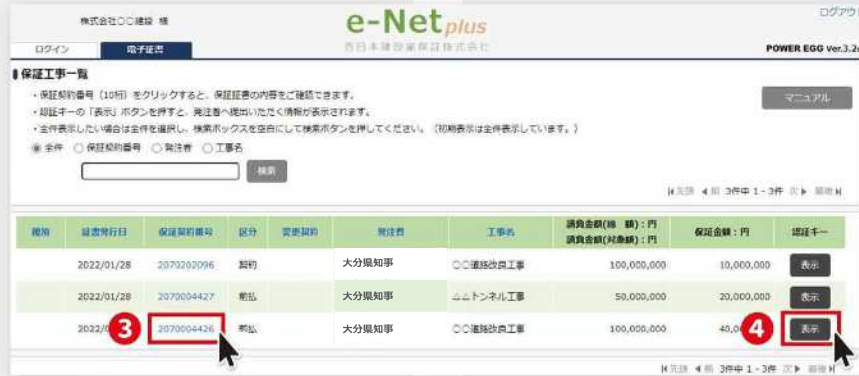 株式会社〇〇建設 様
e-Net plus
西日本建設業保証株式会社
ログアウ
ログイン
電子証書
POWER EGG Ver.3.2
保証工事一覧
・保証契約番号（10桁）をクリックすると、保証証書の内容をご確認できます。
・認証キーの「表示」ボタンを押すと、発注者へ提出いただく情報が表示されます。
・全件表示したい場合は全件を選択し、検索ボックスを空白にして検索ボタンを押してください。（初期表示は全件表示しています。）
マニュアル
全件 保証契約番号 発注者 工事名
検索
先頭 前 3件中 1 - 3件 次 最後
種別 証書発行日 保証契約番号 区分 変更契約 発注者 工事名 請負金額(総 額)：円 保証金額：円 認証キー
請負金額(対象額)：円
2022/01/28 2070202096 契約 大分県知事 〇〇道路改良工事 100,000,000 10,000,000 表示
2022/01/28 2070004427 前払 大分県知事 △△トンネル工事 50,000,000 20,000,000 表示
2022/0 3 2070004426 前払 大分県知事 〇〇道路改良工事 100,000,000 40,0 4 表示
先頭 前 3件中 1 - 3件 次 最後